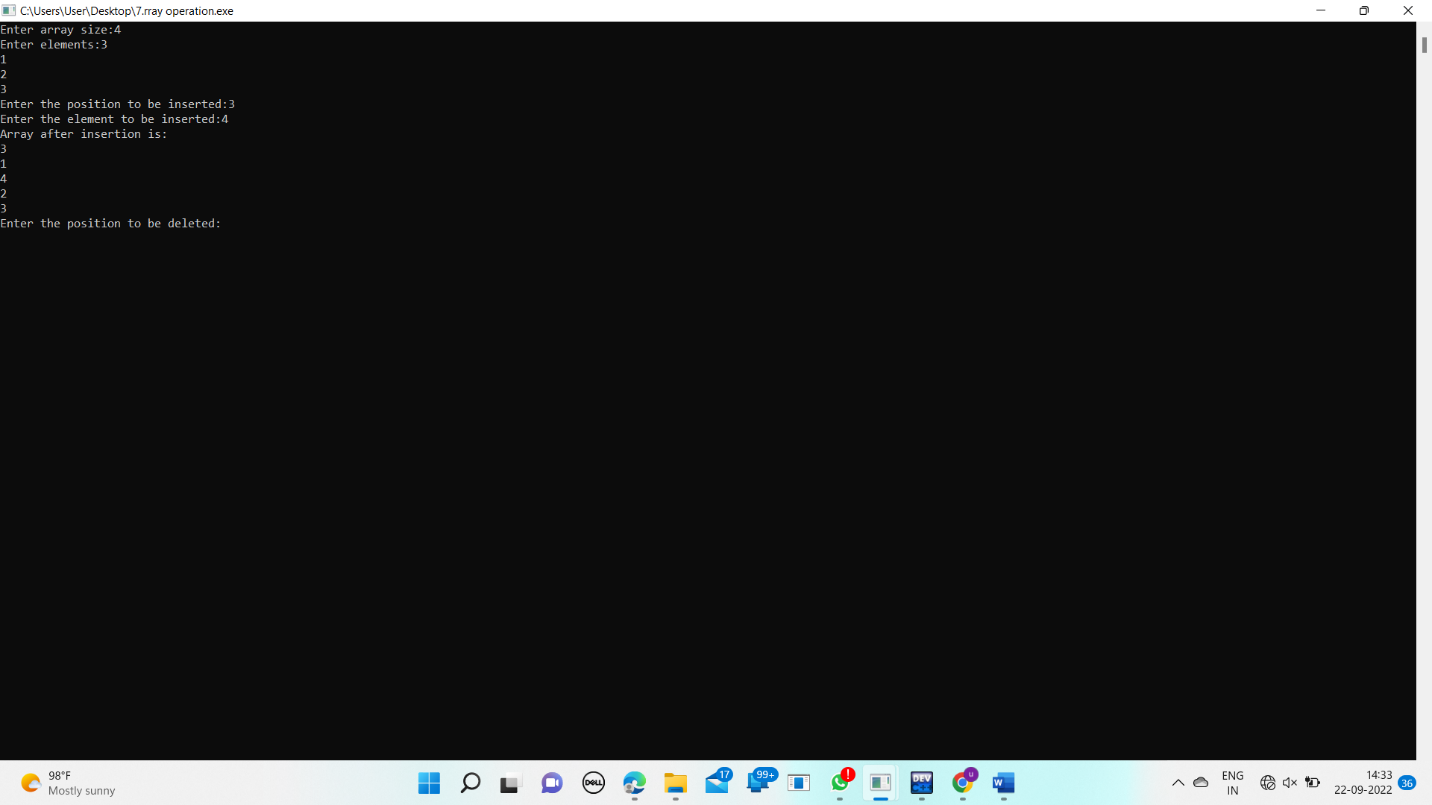 C:\Users\User\Desktop\7.rray operation.exe
Enter array size:4
Enter elements:3
1
2
3
Enter the position to be inserted:3
Enter the element to be inserted:4
Array after insertion is:
3
1
4
2
3
Enter the position to be deleted:
98°F
Mostly sunny
DELL
17
99+
!
DEV
U
W
ENG
IN
14:33
22-09-2022
36